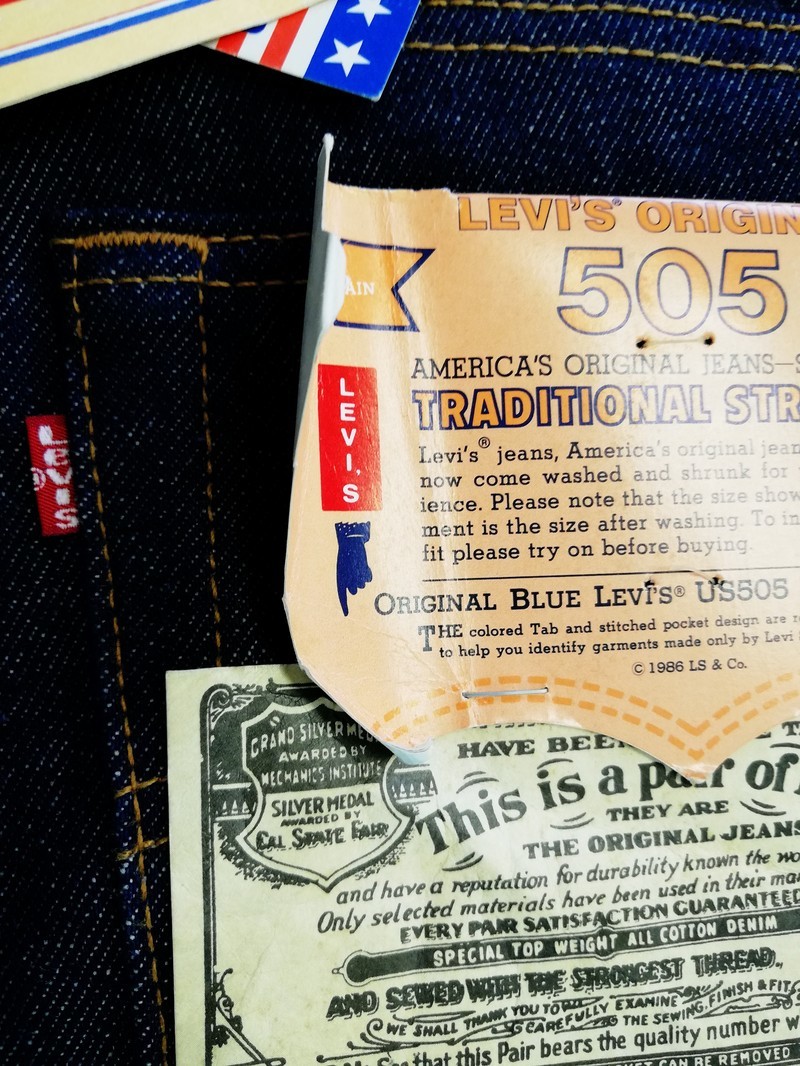 LEVI'S® ORIGIN
505
AIN
AMERICA'S ORIGINAL JEANS—S
TRADITIONAL STR
LEVI'S
LEVI'S®
Levi's® jeans, America's original jean
now come washed and shrunk for
ience. Please note that the size show
ment is the size after washing. To in
fit please try on before buying.
ORIGINAL BLUE LEVI'S® US505
THE colored Tab and stitched pocket design are re
to help you identify garments made only by Levi
© 1986 LS & Co.
GRAND SILVER MED
AWARDED BY
MECHANICS INSTITUTE
SILVER MEDAL
AWARDED BY
CAL STATE FAIR
HAVE BEE
This is a pair of
THEY ARE
THE ORIGINAL JEANS
and have a reputation for durability known the wo
Only selected materials have been used in their ma
EVERY PAIR SATISFACTION GUARANTEED
SPECIAL TOP WEIGHT ALL COTTON DENIM
AND SEWED WITH THE STRONGEST THREAD.
WE SHALL THANK YOU TO CAREFULLY EXAMINE THE SEWING, FINISH & FIT
See that this Pair bears the quality number w
KET CAN BE REMOVED